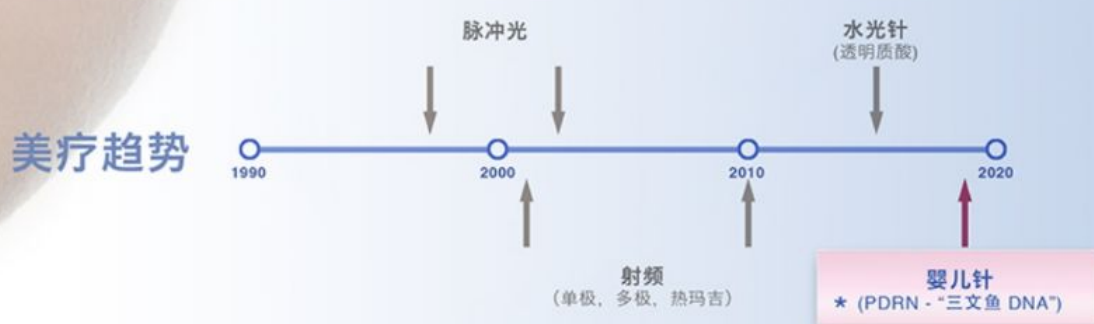 脉冲光
水光针
(透明质酸)
美疗趋势
1990
2000
2010
2020
射频
（单极，多极，热玛吉）
婴儿针
* (PDRN - “三文鱼 DNA”)